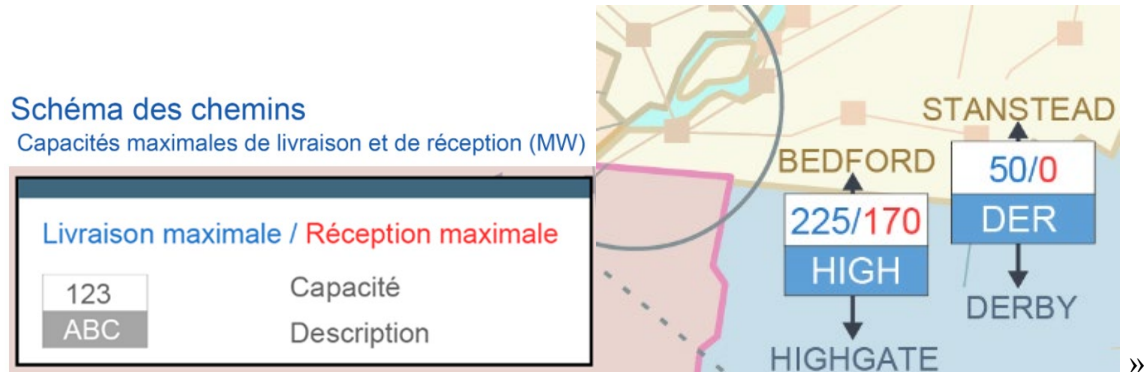 Schéma des chemins
Capacités maximales de livraison et de réception (MW)
Livraison maximale / Réception maximale
123
Capacité
ABC
Description
STANSTEAD
BEDFORD
50/0
DER
225/170
HIGH
DERBY
HIGHGATE
»